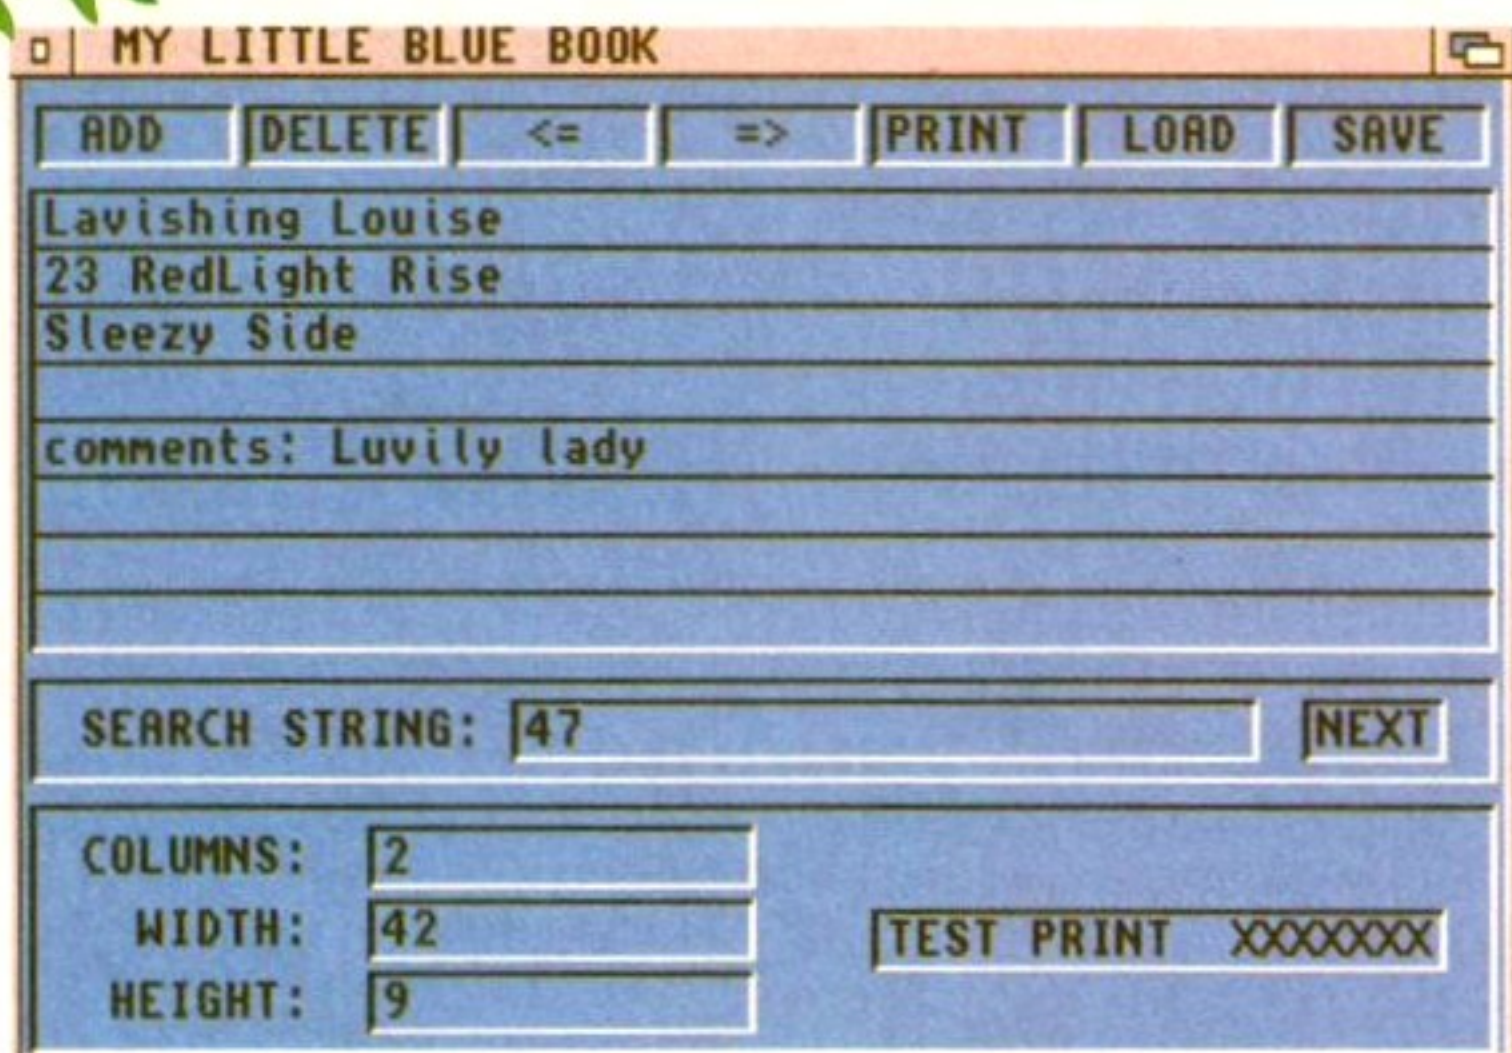 MY LITTLE BLUE BOOK
ADD DELETE <= => PRINT LOAD SAVE
Lavishing Louise
23 RedLight Rise
Sleezy Side
comments: Luvily lady
SEARCH STRING: 47 NEXT
COLUMNS: 2
WIDTH: 42
TEST PRINT XXXXXXX
HEIGHT: 9